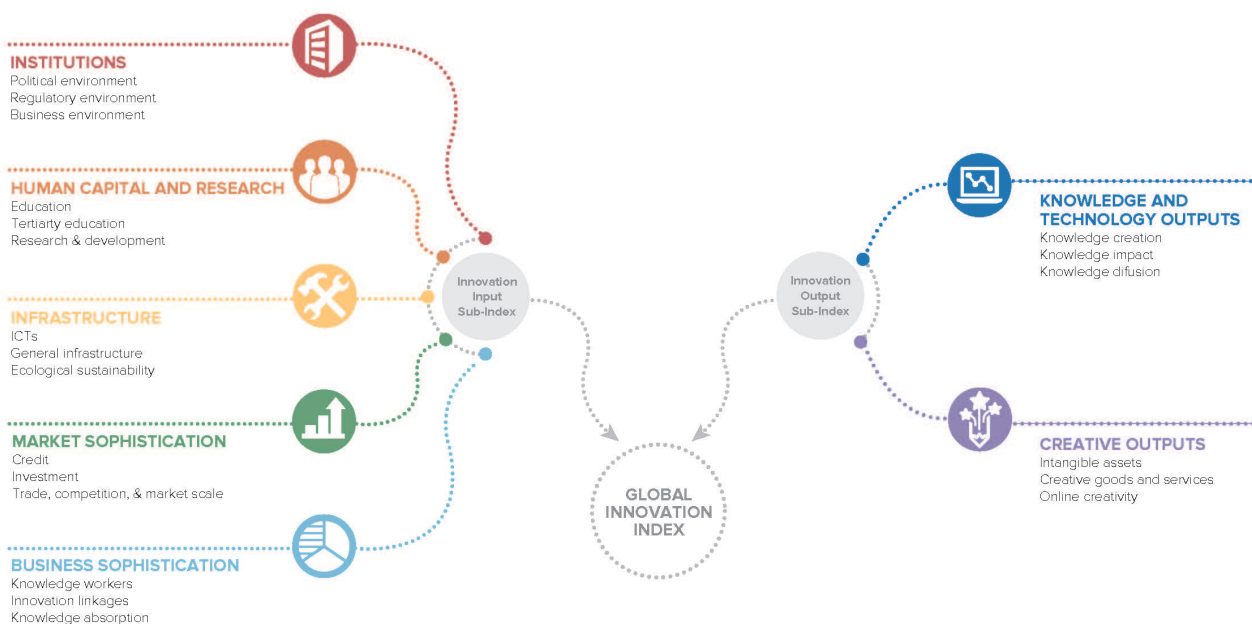 INSTITUTIONS
Political environment
Regulatory environment
Business environment
HUMAN CAPITAL AND RESEARCH
Education
Tertiarty education
Research & development
INFRASTRUCTURE
ICTs
General infrastructure
Ecological sustainability
MARKET SOPHISTICATION
Credit
Investment
Trade, competition, & market scale
BUSINESS SOPHISTICATION
Knowledge workers
Innovation linkages
Knowledge absorption
Innovation
Input
Sub-Index
GLOBAL
INNOVATION
INDEX
Innovation
Output
Sub-Index
KNOWLEDGE AND
TECHNOLOGY OUTPUTS
Knowledge creation
Knowledge impact
Knowledge difusion
CREATIVE OUTPUTS
Intangible assets
Creative goods and services
Online creativity